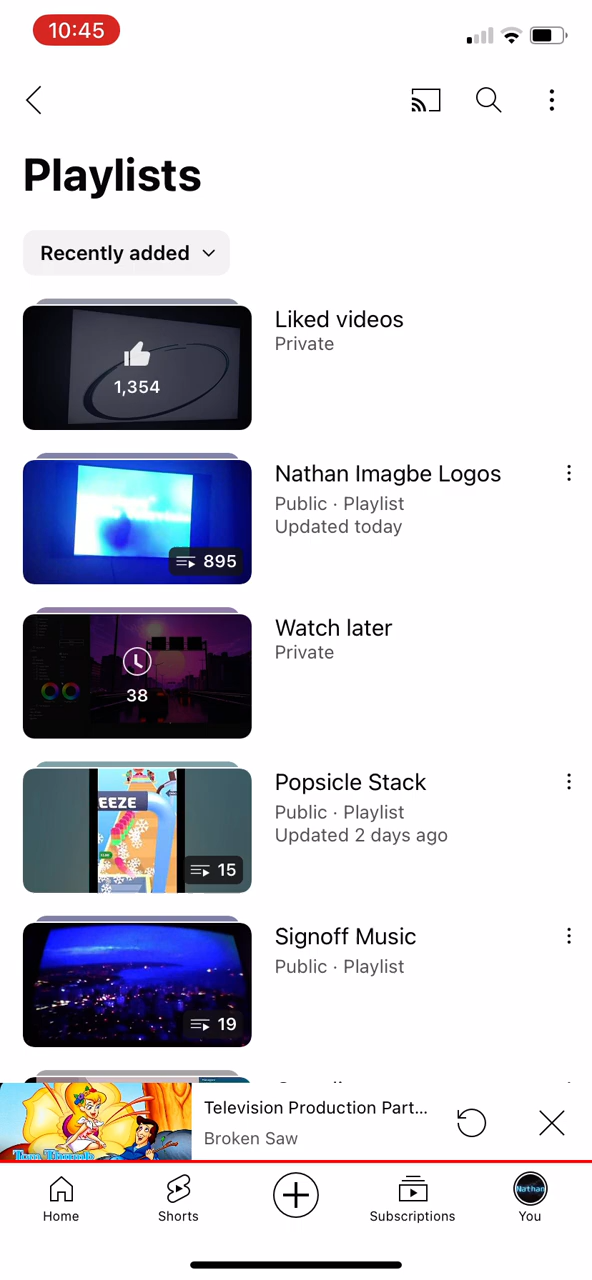 10:45
Playlists
Recently added
1,354
Liked videos
Private
895
Nathan Imagbe Logos
Public · Playlist
Updated today
38
Watch later
Private
EEZE
15
Popsicle Stack
Public · Playlist
Updated 2 days ago
19
Signoff Music
Public · Playlist
Tom Thumb
Television Production Part...
Broken Saw
Home
Shorts
Subscriptions
Nathan
You